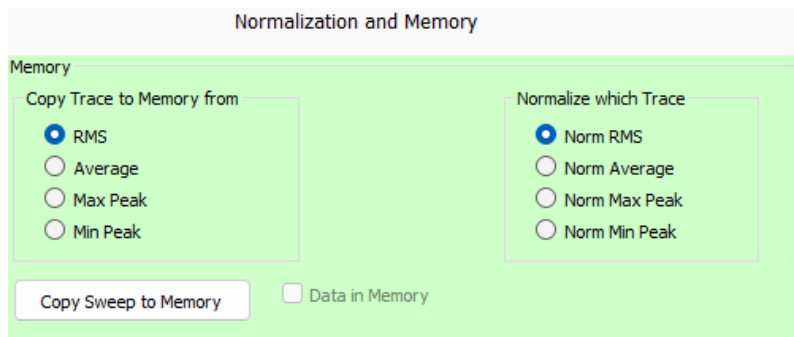 Normalization and Memory
Memory
Copy Trace to Memory from
RMS
Average
Max Peak
Min Peak
Normalize which Trace
Norm RMS
Norm Average
Norm Max Peak
Norm Min Peak
Copy Sweep to Memory
Data in Memory